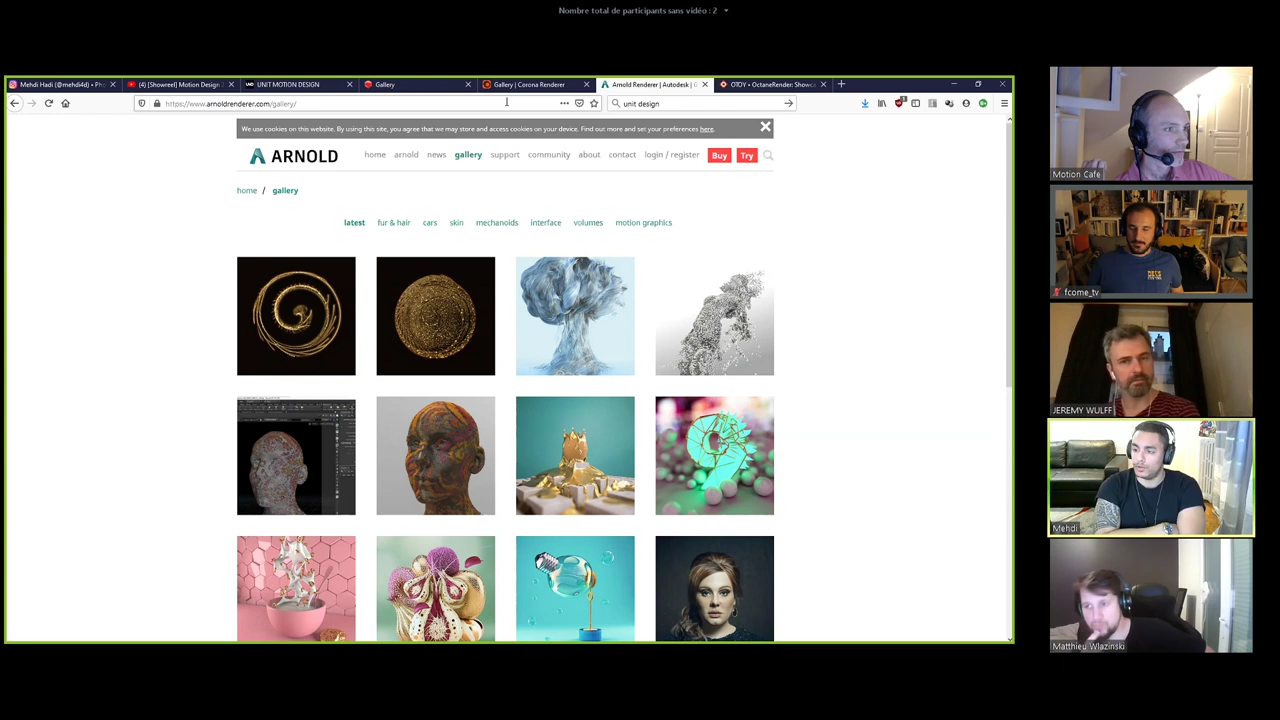 Nombre total de participants sans vidéo : 2
Mehdi Hadi (@mehdi4d) • Pho
(4) [Showreel] Motion Design
UNIT MOTION DESIGN
Gallery
Gallery | Corona Renderer
Arnold Renderer | Autodesk | G
OTOY • OctaneRender: Showca
https://www.arnoldrenderer.com/gallery/
unit design
We use cookies on this website. By using this site, you agree that we may store and access cookies on your device. Find out more and set your preferences here.
ARNOLD
home arnold news gallery support community about contact login / register Buy Try
home / gallery
latest fur & hair cars skin mechanoids interface volumes motion graphics
Motion Cafe
fcome_tv
JEREMY WULFF
Mehdi
Matthieu Wlazinski